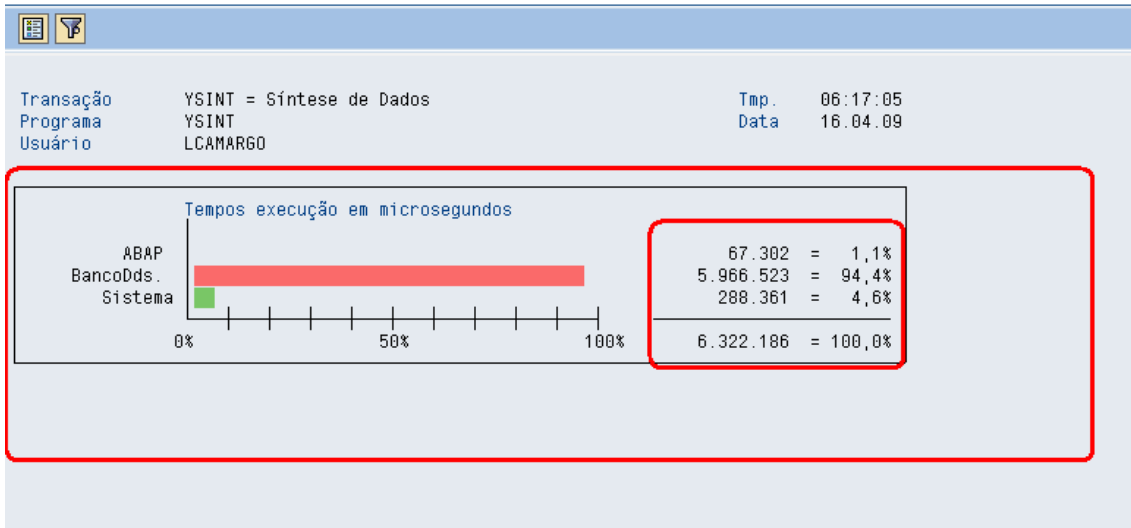 Transação YSINT = Síntese de Dados Tmp. 06:17:05
Programa YSINT Data 16.04.09
Usuário LCAMARGO
Tempos execução em microsegundos
ABAP 67.302 = 1,1%
BancoDds. 5.966.523 = 94,4%
Sistema 288.361 = 4,6%
0% 50% 100% 6.322.186 = 100,0%